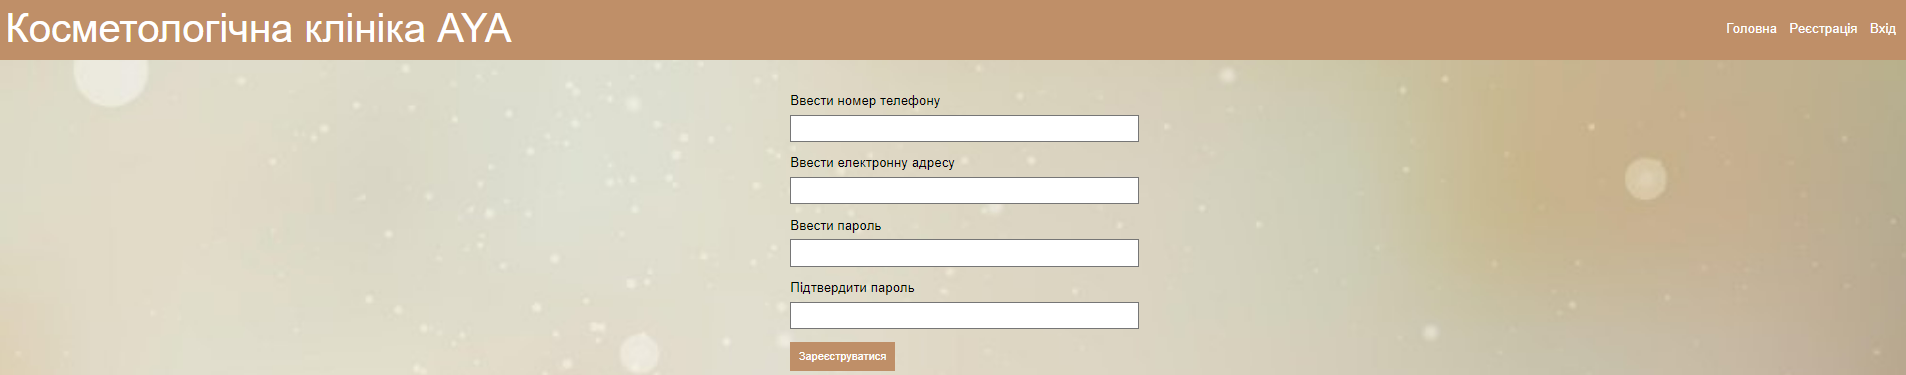 Косметологічна клініка AYA
Головна Реєстрація Вхід
Ввести номер телефону
Ввести електронну адресу
Ввести пароль
Підтвердити пароль
Зареєструватися